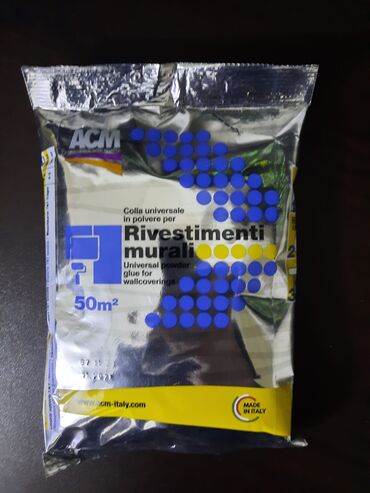 ACM
Colla universale
in polvere per
Rivestimenti
murali
Universal powder
glue for
wallcoverings
50m²
www.acm-italy.com
MADE
IN ITALY